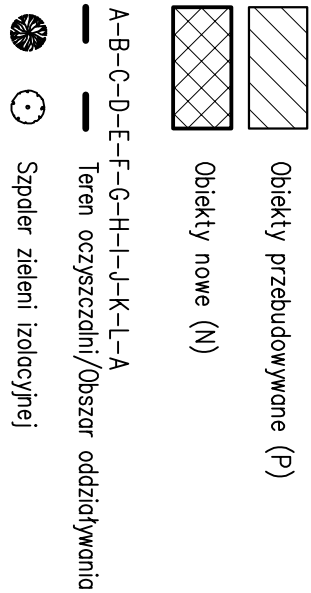 Obiekty przebudowywane (P)
Obiekty nowe (N)
A-B-C-D-E-F-G-H-I-J-K-L-A
Teren oczyszczalni/Obszar oddziaływania
Szpaler zieleni izolacyjnej